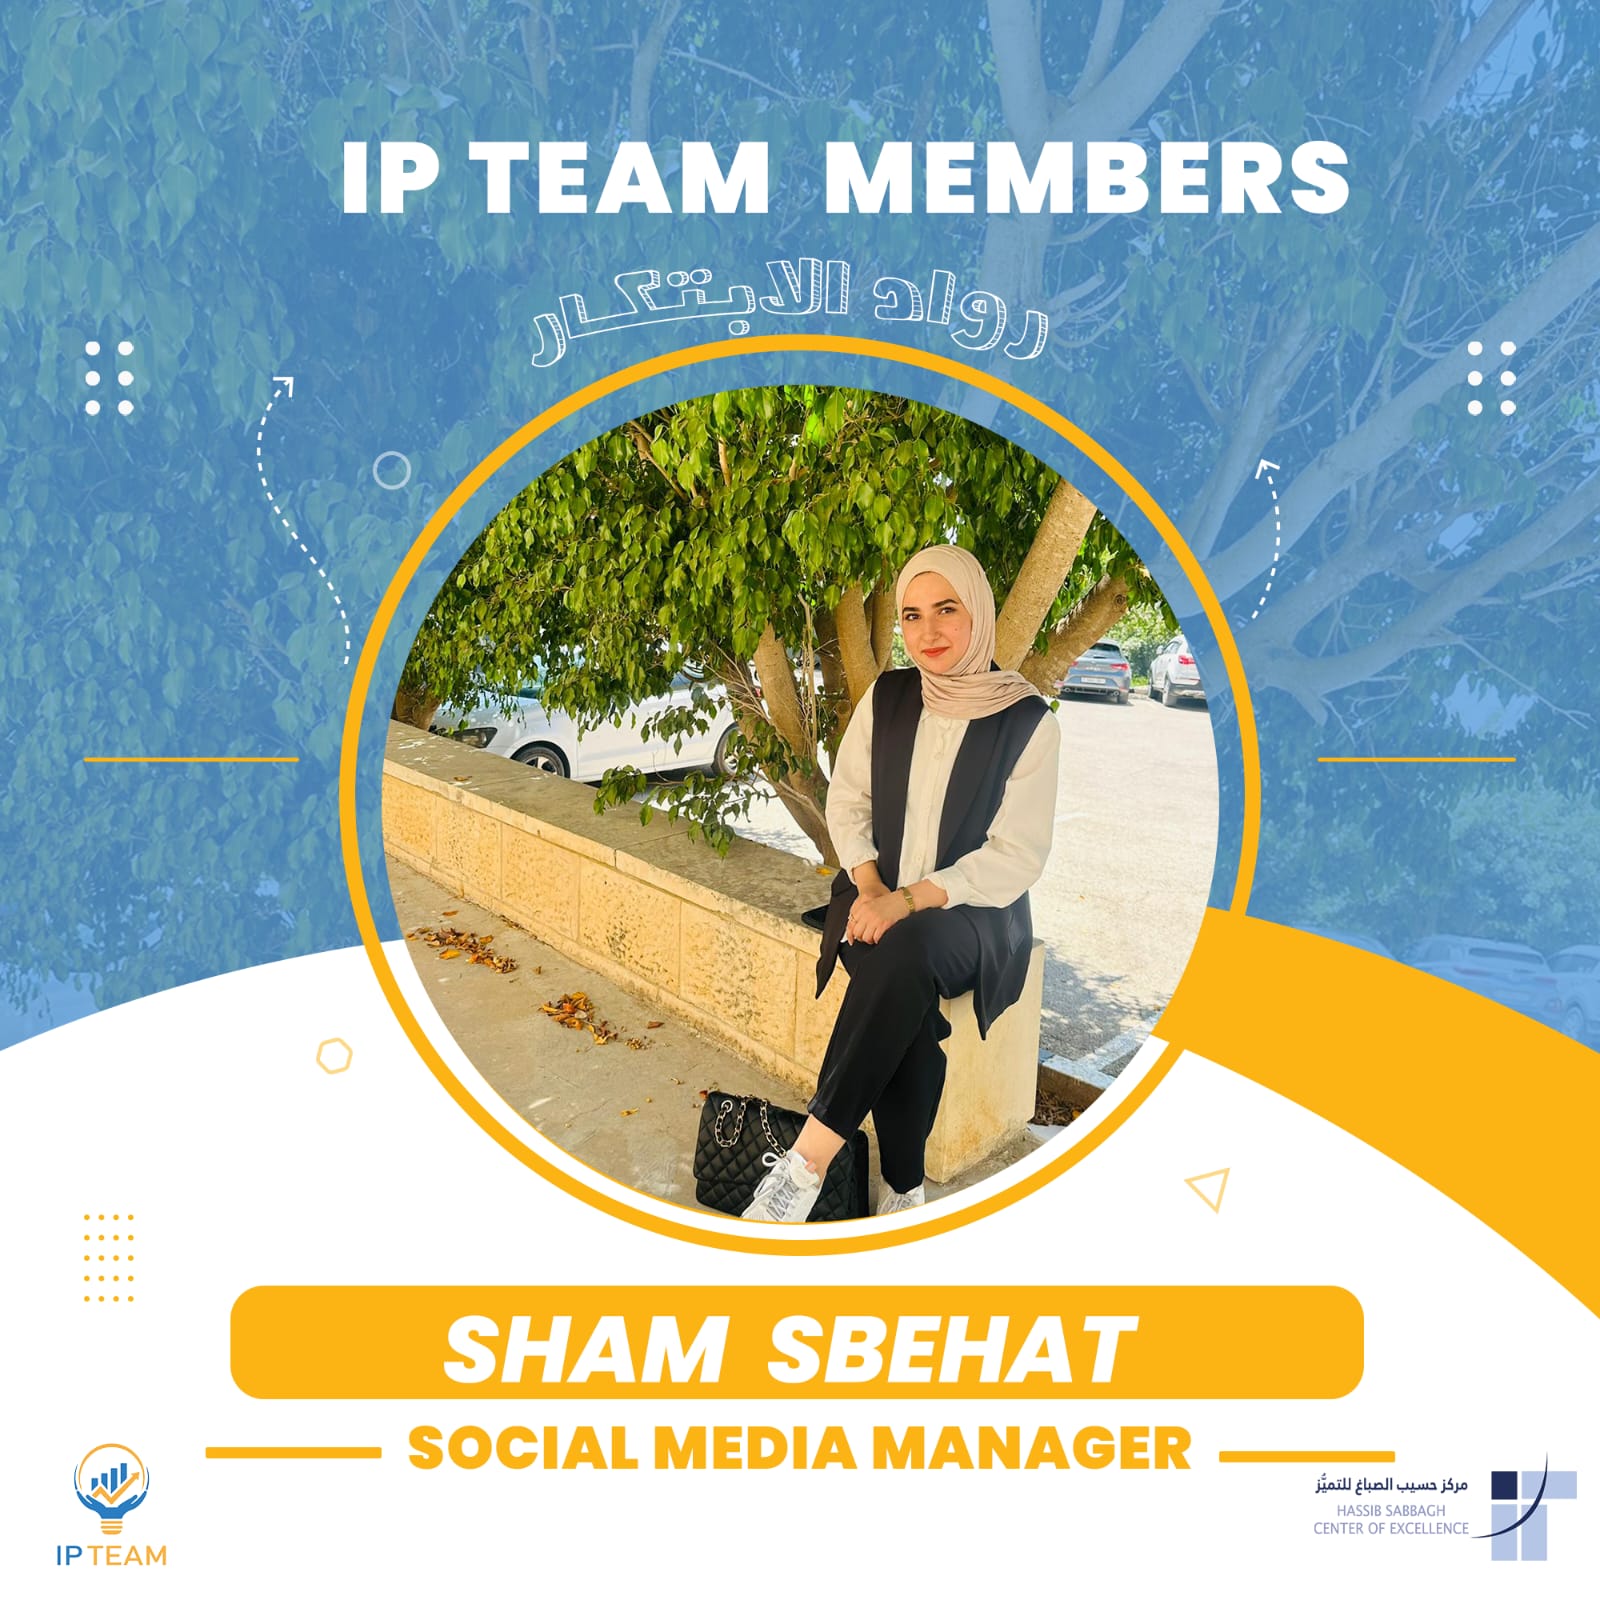 IP TEAM MEMBERS
رواد الابتكار
SHAM SBEHAT
SOCIAL MEDIA MANAGER
IP TEAM
مركز حسيب الصباغ للتميُّز
HASSIB SABBAGH
CENTER OF EXCELLENCE